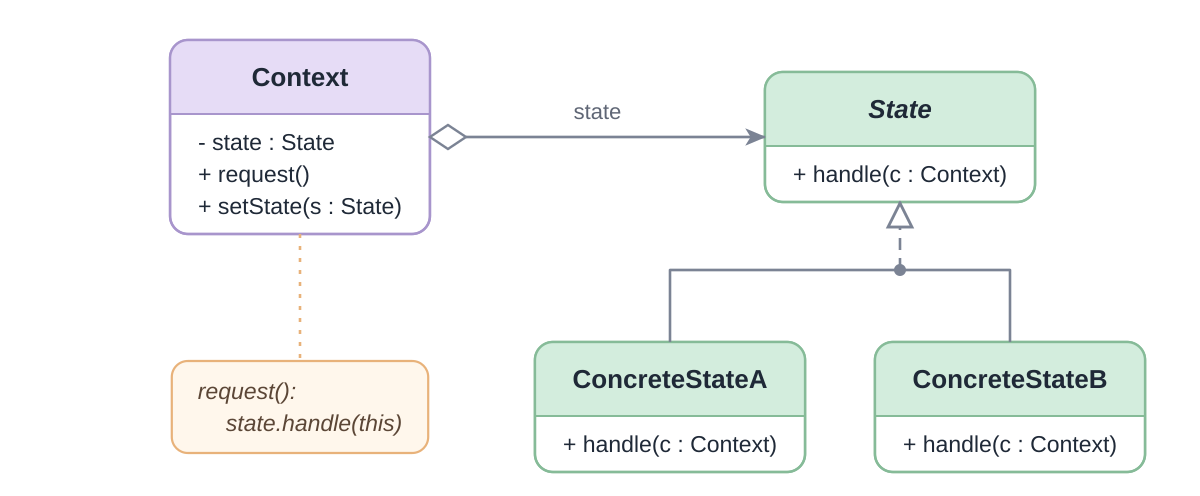 Context
- state : State
+ request()
+ setState(s : State)
state
State
+ handle(c : Context)
request():
state.handle(this)
ConcreteStateA
+ handle(c : Context)
ConcreteStateB
+ handle(c : Context)